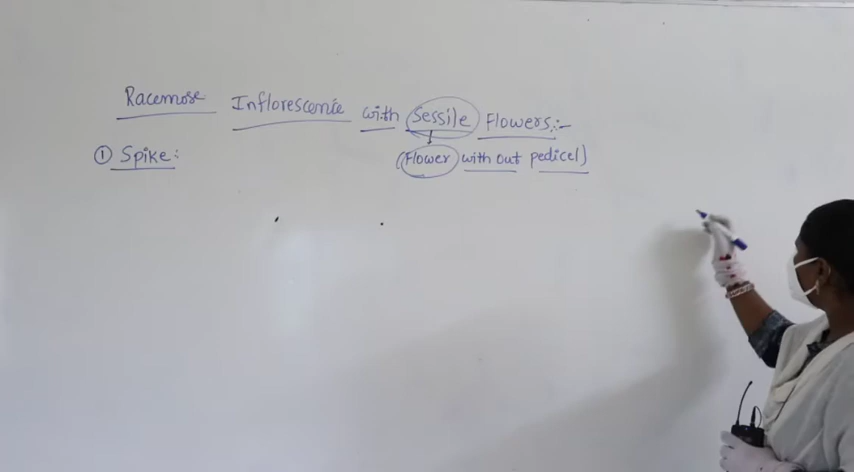 Racemose Inflorescence with Sessile Flowers:-
① Spike: (Flower with out pedicel)